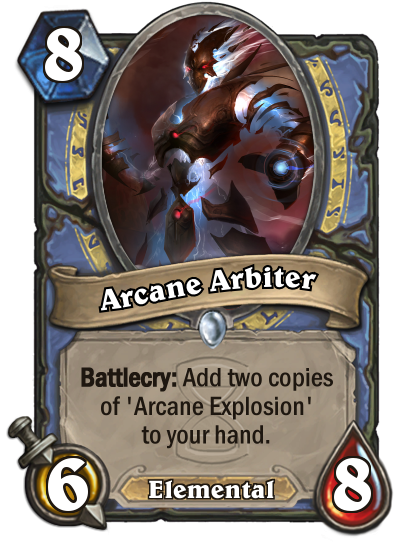 8
Arcane Arbiter
Battlecry: Add two copies
of 'Arcane Explosion'
to your hand.
6
Elemental
8